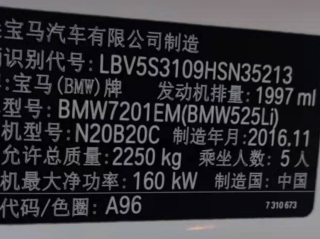 宝马汽车有限公司制造
识别代号: LBV5S3109HSN35213
: 宝马(BMW)牌 发动机排量: 1997 ml
型号: BMW7201EM(BMW525Li)
机型号: N20B20C 制造年月: 2016.11
允许总质量: 2250 kg 乘坐人数: 5 人
机最大净功率: 160 kW 制造国: 中国
代码/色圈: A96
7 310 673